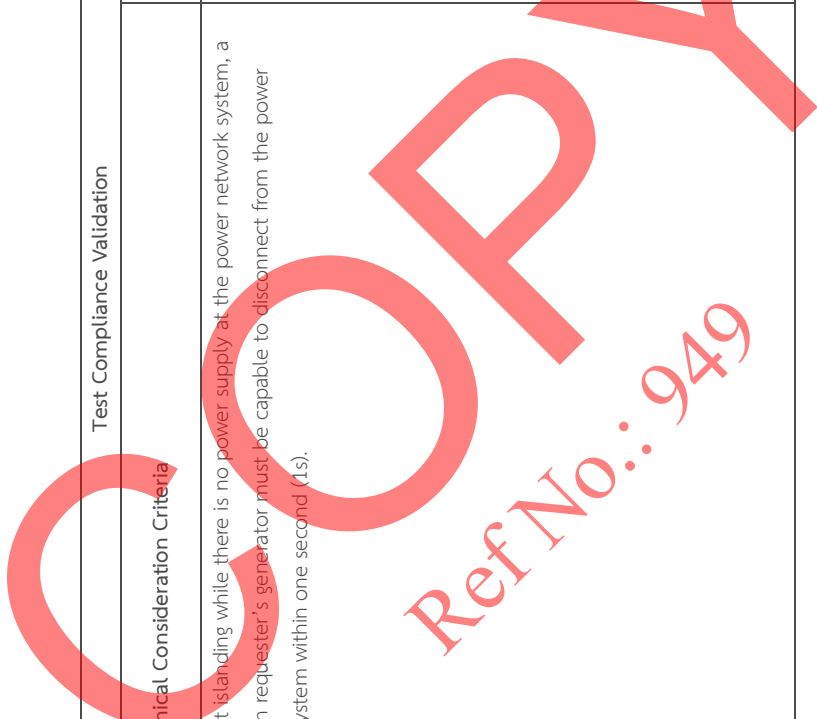 Test Compliance Validation
nical Consideration Criteria
t islanding while there is no power supply at the power network system, a
n requester's generator must be capable to disconnect from the power
ystem within one second (1s).
COPY
Ref No.: 949